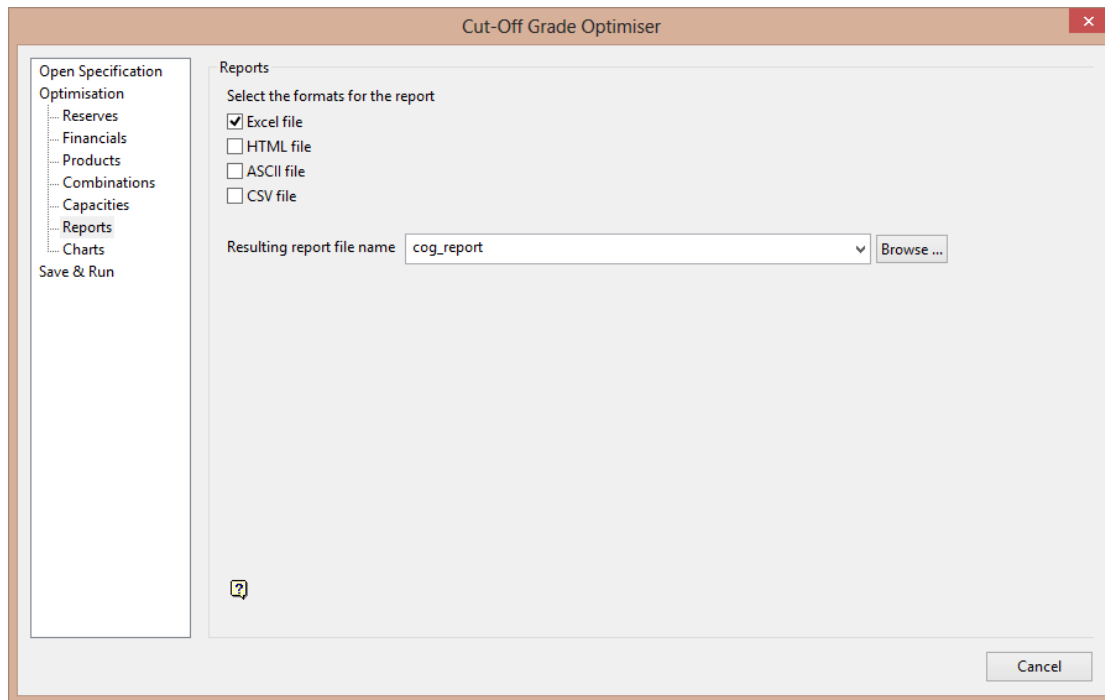 Cut-Off Grade Optimiser
Open Specification
Optimisation
Reserves
Financials
Products
Combinations
Capacities
Reports
Charts
Save & Run
Reports
Select the formats for the report
Excel file
HTML file
ASCII file
CSV file
Resulting report file name cog_report Browse ...
Cancel